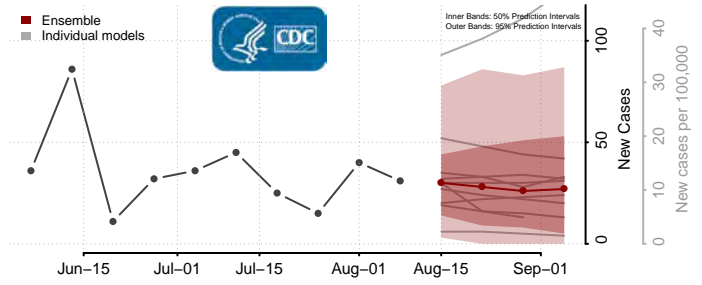 Ensemble
Individual models
CDC
Inner Bands: 50% Prediction Intervals
Outer Bands: 95% Prediction Intervals
0
50
100
New Cases
0
10
20
30
40
New cases per 100,000
Jun−15
Jul−01
Jul−15
Aug−01
Aug−15
Sep−01